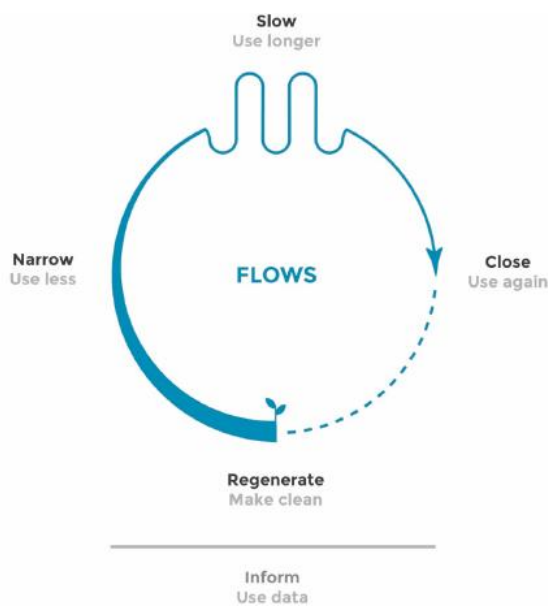 Slow
Use longer
Narrow
Use less
FLOWS
Close
Use again
Regenerate
Make clean
Inform
Use data